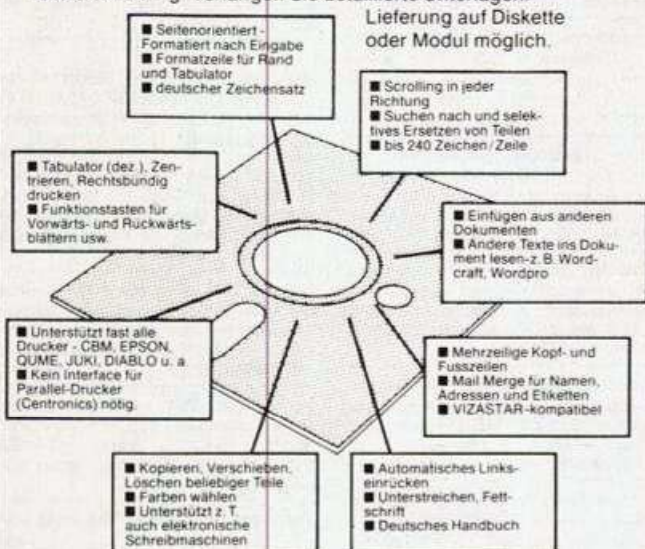 Lieferung auf Diskette
oder Modul möglich.
■ Seitenorientiert -
Formatiert nach Eingabe
■ Formatzeile für Rand
und Tabulator
■ deutscher Zeichensatz
■ Scrolling in jeder
Richtung
■ Suchen nach und selek-
tives Ersetzen von Teilen
■ bis 240 Zeichen/Zeile
■ Tabulator (dez.), Zen-
trieren, Rechtsbündig
drucken
■ Funktionstasten für
Vorwärts- und Rückwärts-
blättern usw.
■ Einfügen aus anderen
Dokumenten
■ Andere Texte ins Doku-
ment lesen-z. B. Word-
craft, Wordpro
■ Unterstützt fast alle
Drucker - CBM, EPSON,
QUME, JUKI, DIABLO u. a.
■ Kein Interface für
Parallel-Drucker
(Centronics) nötig.
■ Mehrzeilige Kopf- und
Fusszeilen
■ Mail Merge für Namen,
Adressen und Etiketten
■ VIZASTAR-kompatibel
■ Kopieren, Verschieben,
Löschen beliebiger Teile
■ Farben wählen
■ Unterstützt z. T.
auch elektronische
Schreibmaschinen
■ Automatisches Links-
einrücken
■ Unterstreichen, Fett-
schrift
■ Deutsches Handbuch